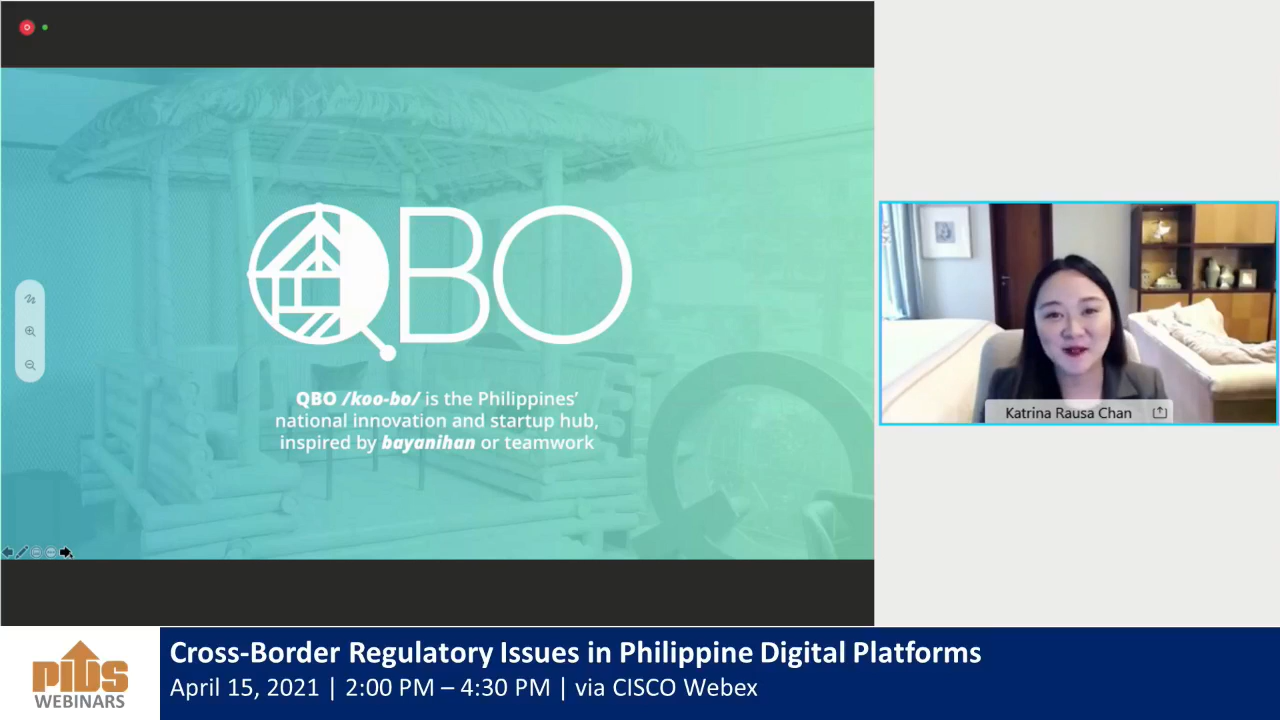 QBO
QBO /koo-bo/ is the Philippines’
national innovation and startup hub,
inspired by bayanihan or teamwork
Katrina Rausa Chan
PIDS
WEBINARS
Cross-Border Regulatory Issues in Philippine Digital Platforms
April 15, 2021 | 2:00 PM – 4:30 PM | via CISCO Webex